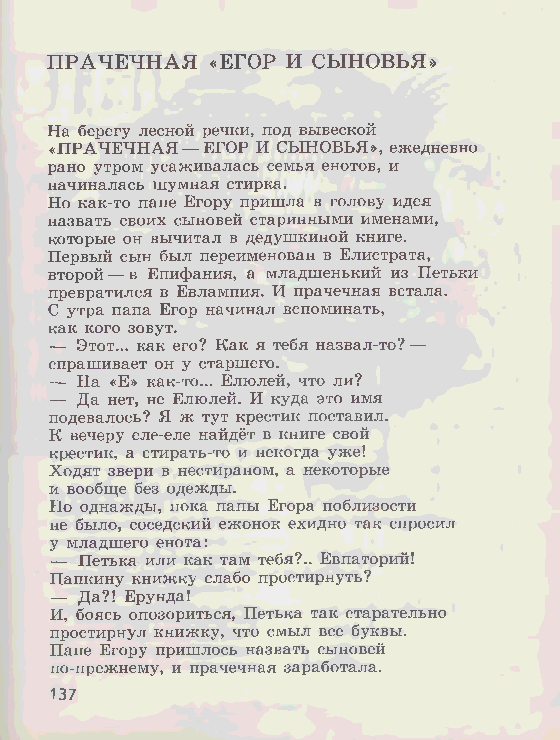 ПРАЧЕЧНАЯ «ЕГОР И СЫНОВЬЯ»
На берегу лесной речки, под вывеской
«ПРАЧЕЧНАЯ — ЕГОР И СЫНОВЬЯ», ежедневно
рано утром усаживалась семья енотов, и
начиналась шумная стирка.
Но как-то папе Егору пришла в голову идея
назвать своих сыновей старинными именами,
которые он вычитал в дедушкиной книге.
Первый сын был переименован в Елистрата,
второй — в Епифания, а младшенький из Петьки
превратился в Евлампия. И прачечная встала.
С утра папа Егор начинал вспоминать,
как кого зовут.
— Этот... как его? Как я тебя назвал-то? —
спрашивает он у старшего.
— На «Е» как-то... Елюлей, что ли?
— Да нет, не Елюлей. И куда это имя
подевалось? Я ж тут крестик поставил.
К вечеру еле-еле найдёт в книге свой
крестик, а стирать-то и некогда уже!
Ходят звери в нестираном, а некоторые
и вообще без одежды.
Но однажды, пока папы Егора поблизости
не было, соседский ежонок ехидно так спросил
у младшего енота:
— Петька или как там тебя?.. Евпаторий!
Папкину книжку слабо простирнуть?
— Да?! Ерунда!
И, боясь опозориться, Петька так старательно
простирнул книжку, что смыл все буквы.
Папе Егору пришлось назвать сыновей
по-прежнему, и прачечная заработала.
137